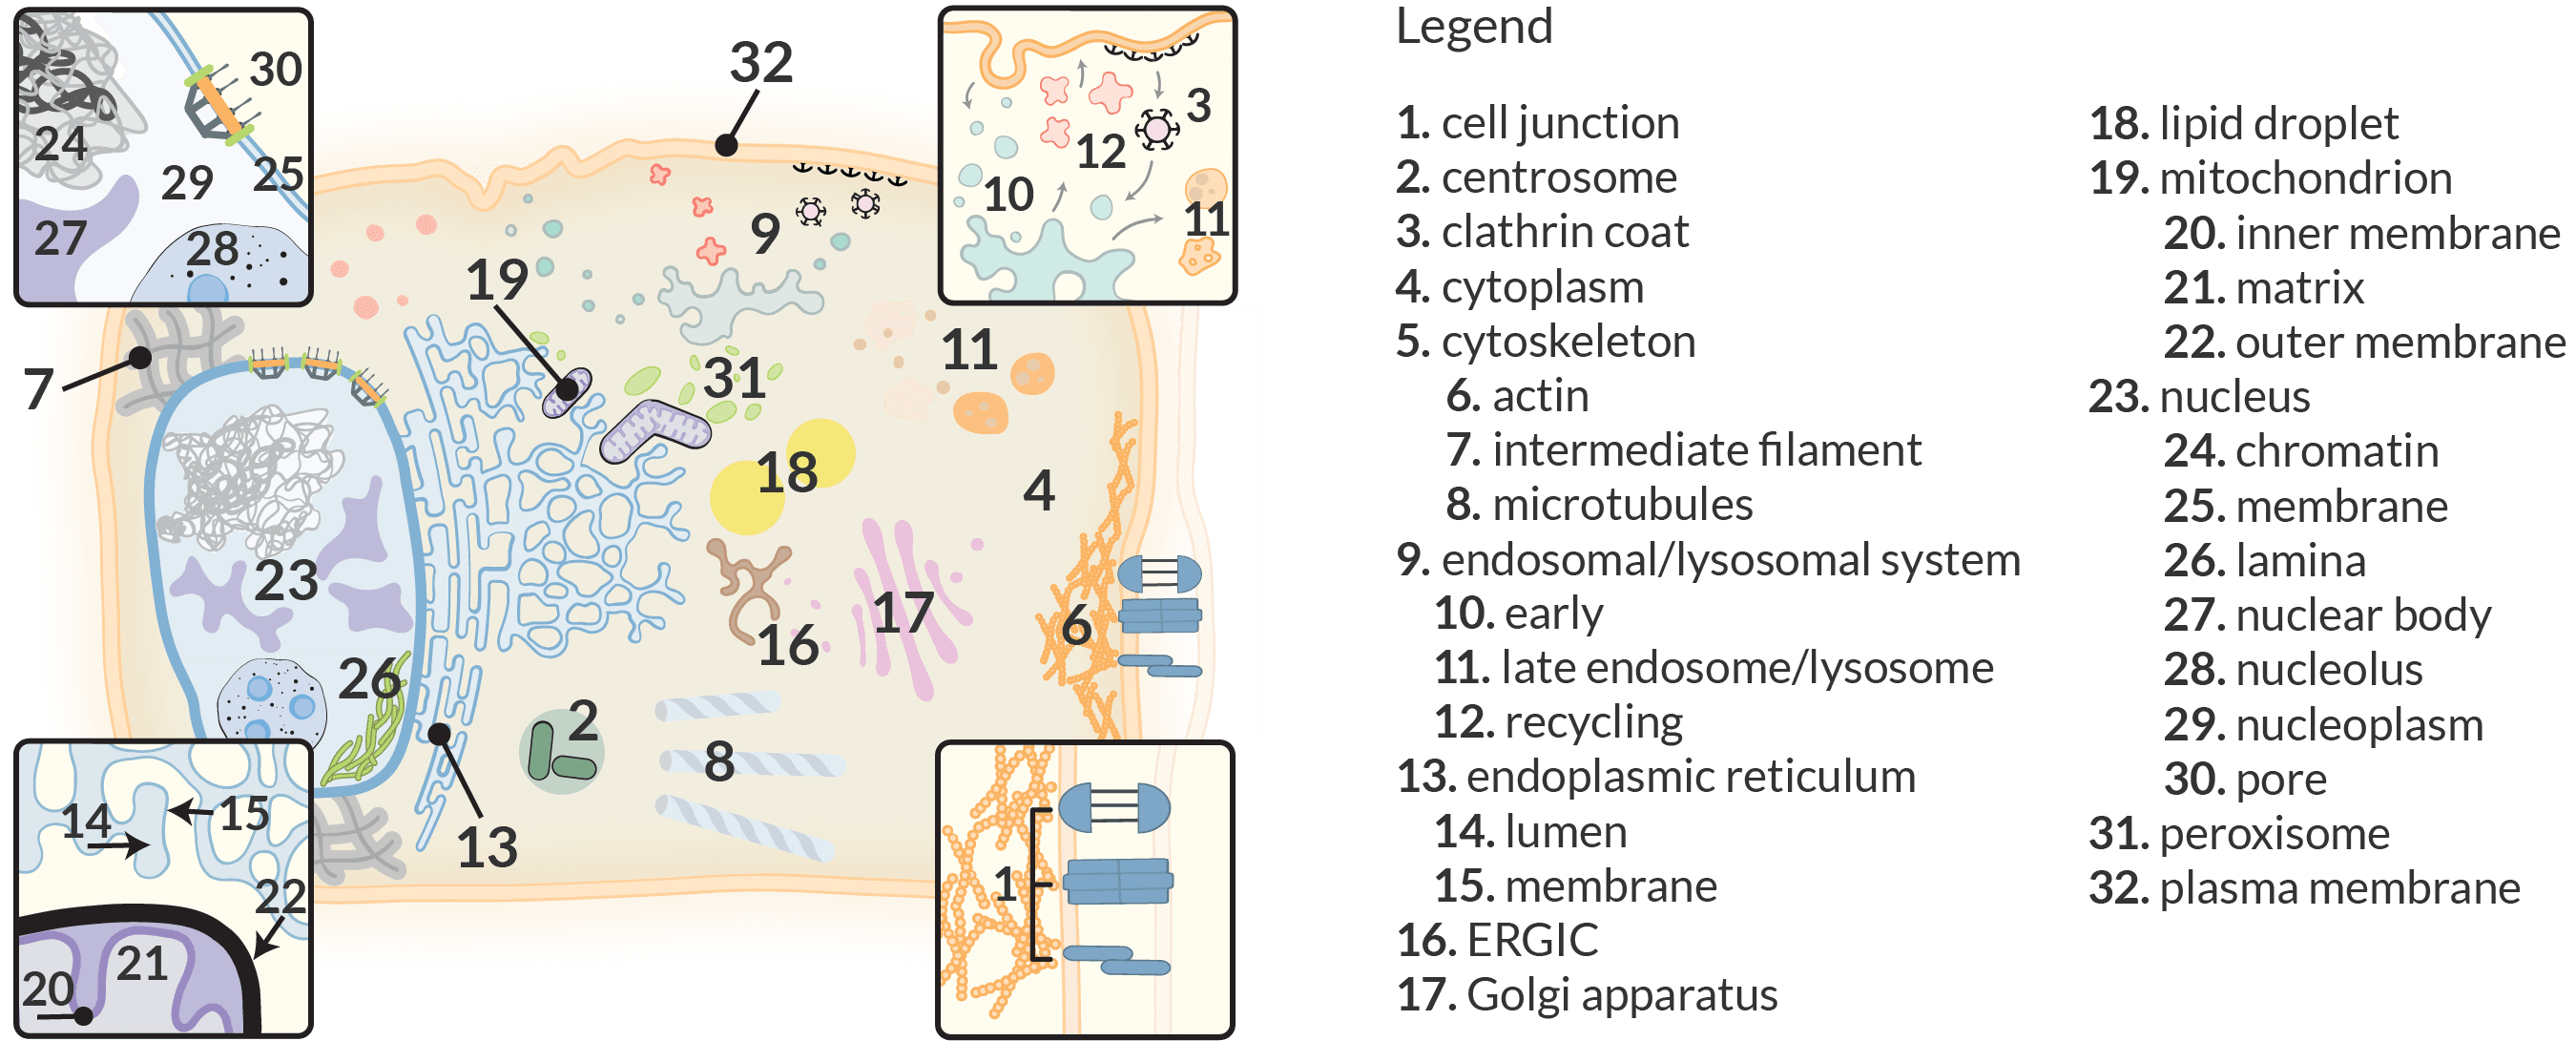 30
24
29
25
27
28
32
3
12
10
11
9
19
7
31
11
18
4
23
16
17
6
26
2
8
13
14
15
22
21
20
1
Legend
1. cell junction
2. centrosome
3. clathrin coat
4. cytoplasm
5. cytoskeleton
6. actin
7. intermediate filament
8. microtubules
9. endosomal/lysosomal system
10. early
11. late endosome/lysosome
12. recycling
13. endoplasmic reticulum
14. lumen
15. membrane
16. ERGIC
17. Golgi apparatus
18. lipid droplet
19. mitochondrion
20. inner membrane
21. matrix
22. outer membrane
23. nucleus
24. chromatin
25. membrane
26. lamina
27. nuclear body
28. nucleolus
29. nucleoplasm
30. pore
31. peroxisome
32. plasma membrane